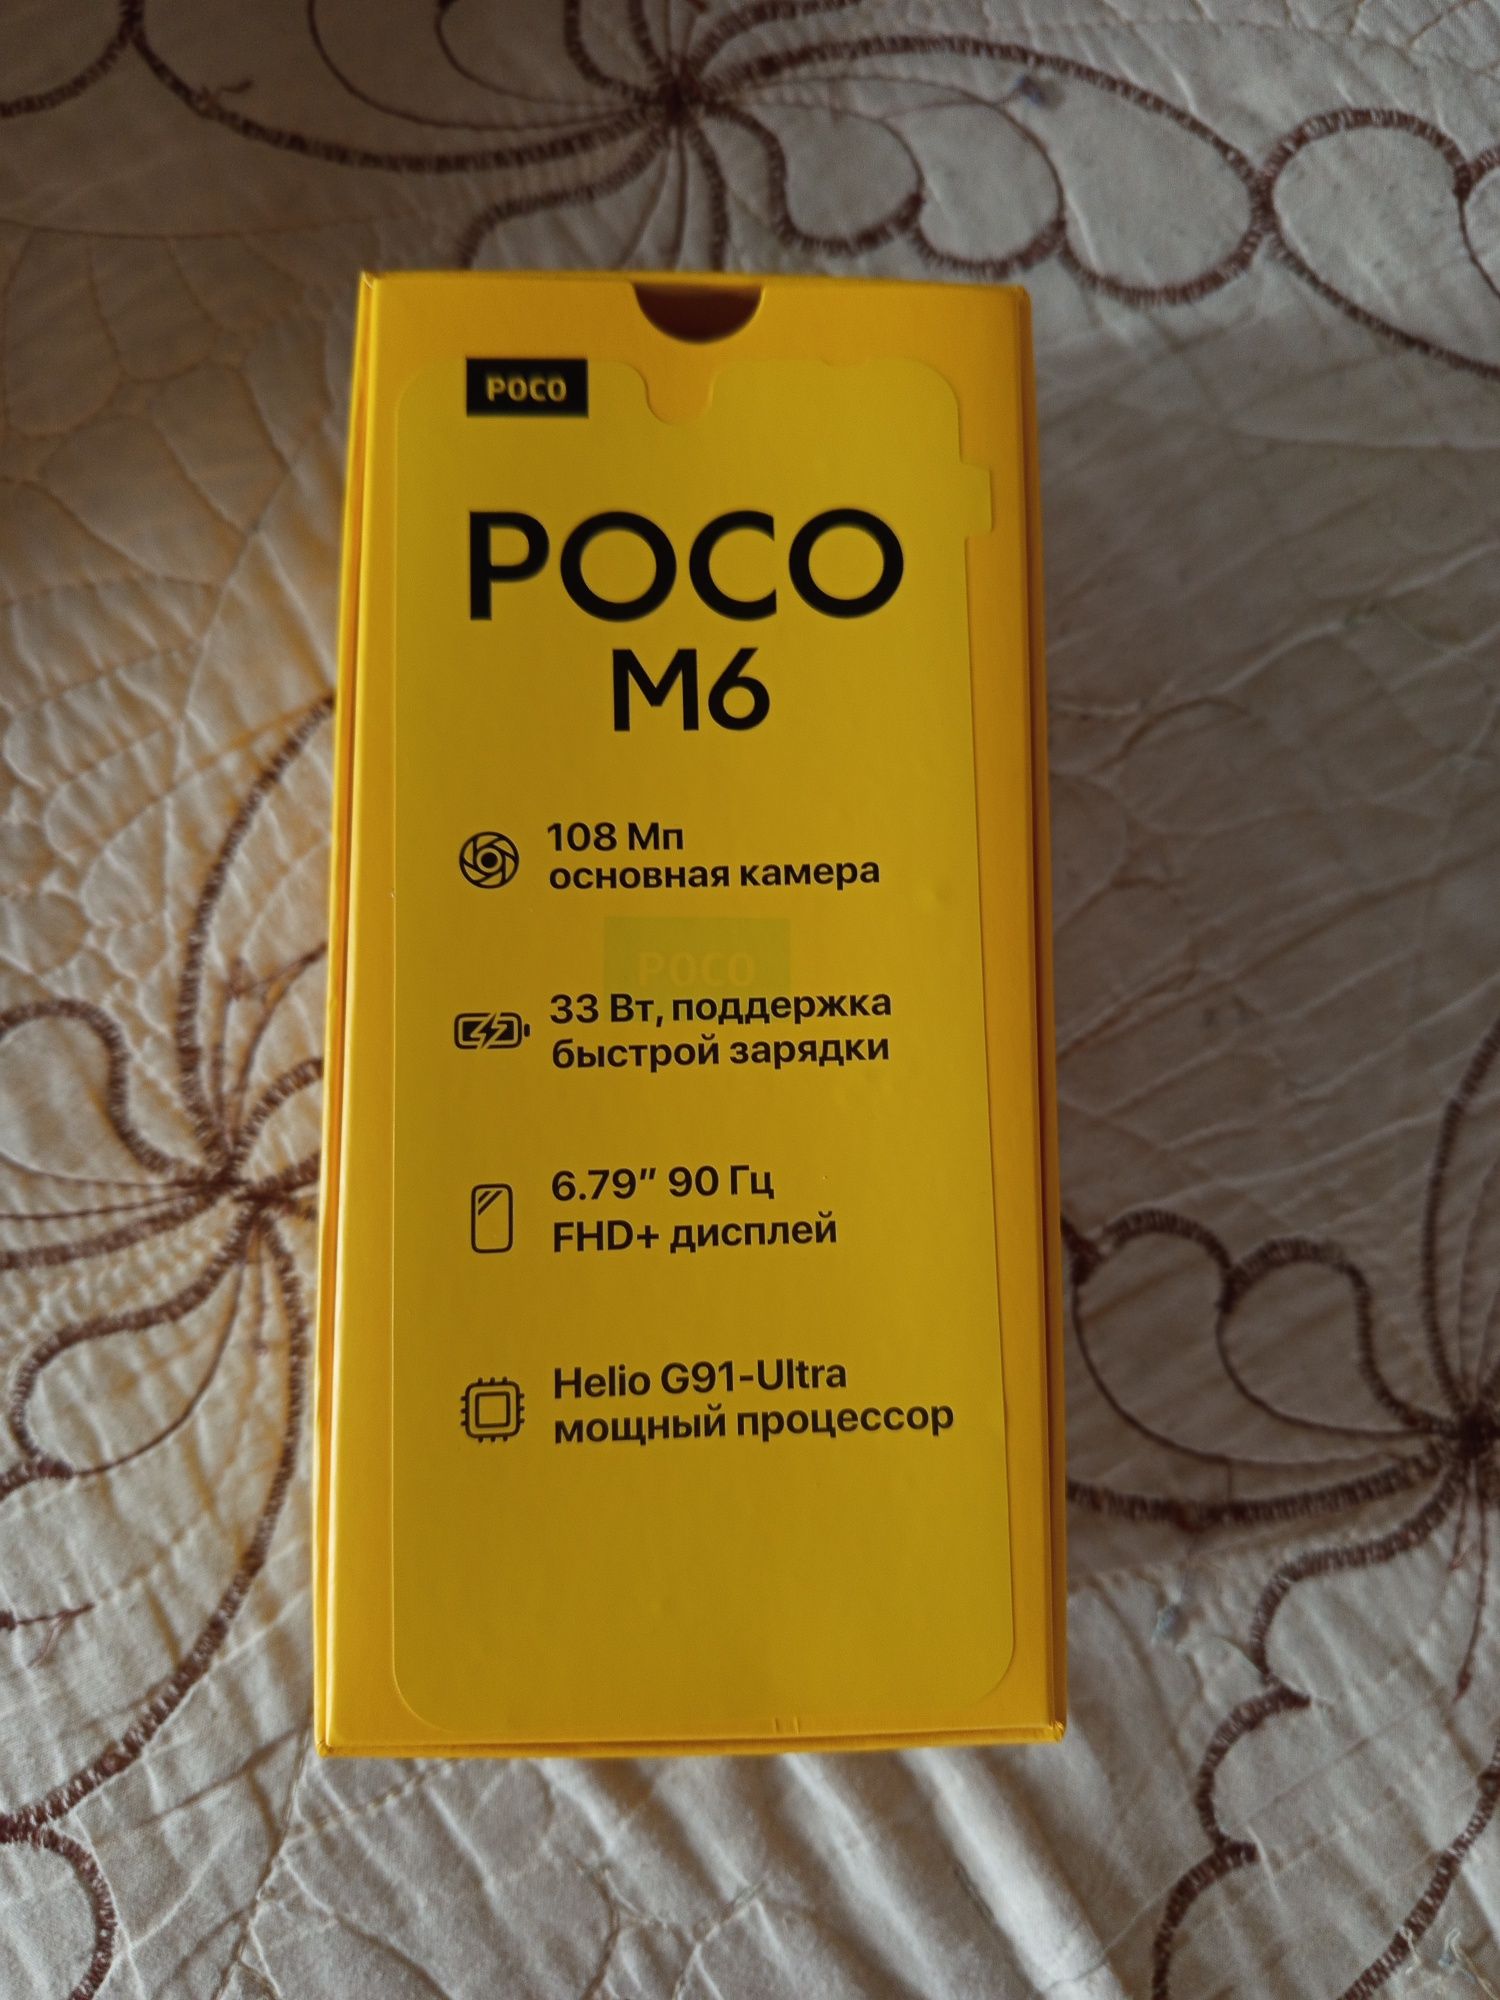 POCO
POCO
M6
108 Мп
основная камера
POCO
33 Вт, поддержка
быстрой зарядки
6.79″ 90 Гц
FHD+ дисплей
Helio G91-Ultra
мощный процессор